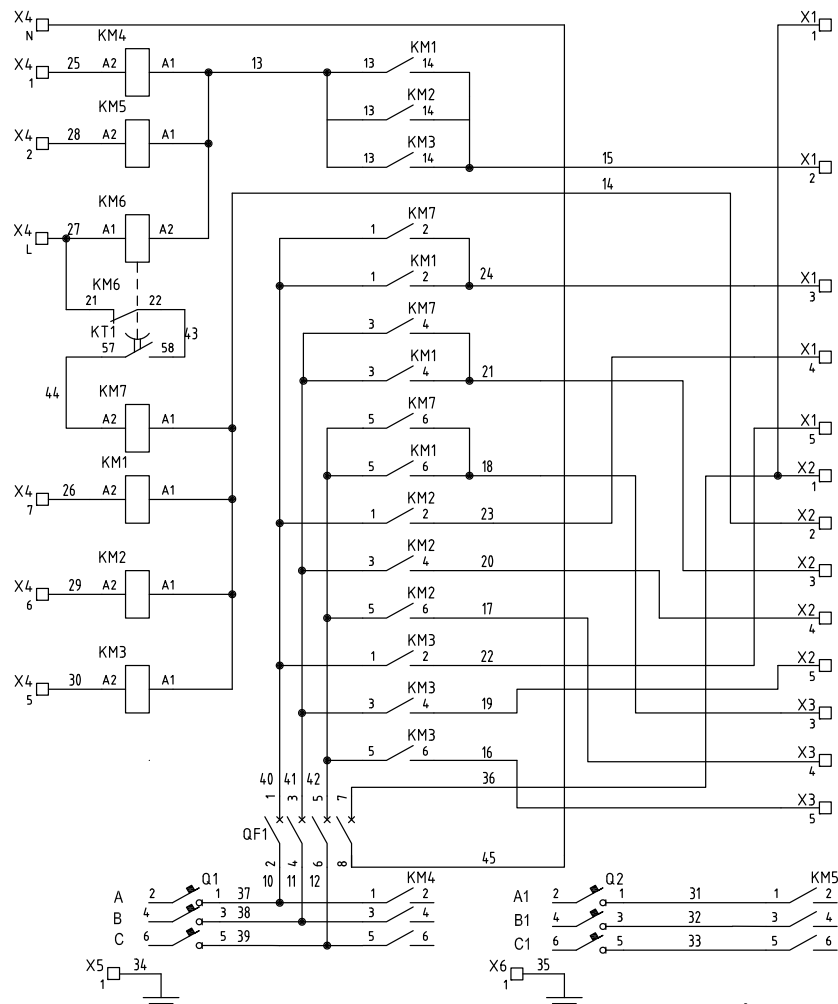 X4 N X1 1
KM4 KM1
X4 1 25 A2 A1 13 13 14
KM5 KM2
13 14
X4 2 28 A2 A1 KM3
13 14 15 X1 2
14
KM6 KM7
X4 L 27 A1 A2 1 2
KM6 KM1
1 2 24 X1 3
21 22 KM7
KT1 43 3 4
57 58 KM1 X1 4
44 3 4 21
KM7 KM7
A2 A1 5 6 X1 5
KM1 KM1
5 6 18 X2 1
X4 7 26 A2 A1 KM2
1 2 23 X2 2
KM2 KM2
3 4 20 X2 3
X4 6 29 A2 A1 KM2
5 6 17 X2 4
KM3 KM3
1 2 22 X2 5
X4 5 30 A2 A1 KM3
3 4 19 X3 3
KM3
5 6 16 X3 4
40 41 42 36
1 3 5 7 X3 5
QF1
2 4 6 8 45
10 11 12
Q1 KM4 Q2 KM5
A 2 1 37 1 2 A1 2 1 31 1 2
B 4 3 38 3 4 B1 4 3 32 3 4
C 6 5 39 5 6 C1 6 5 33 5 6
X5 1 34 X6 1 35